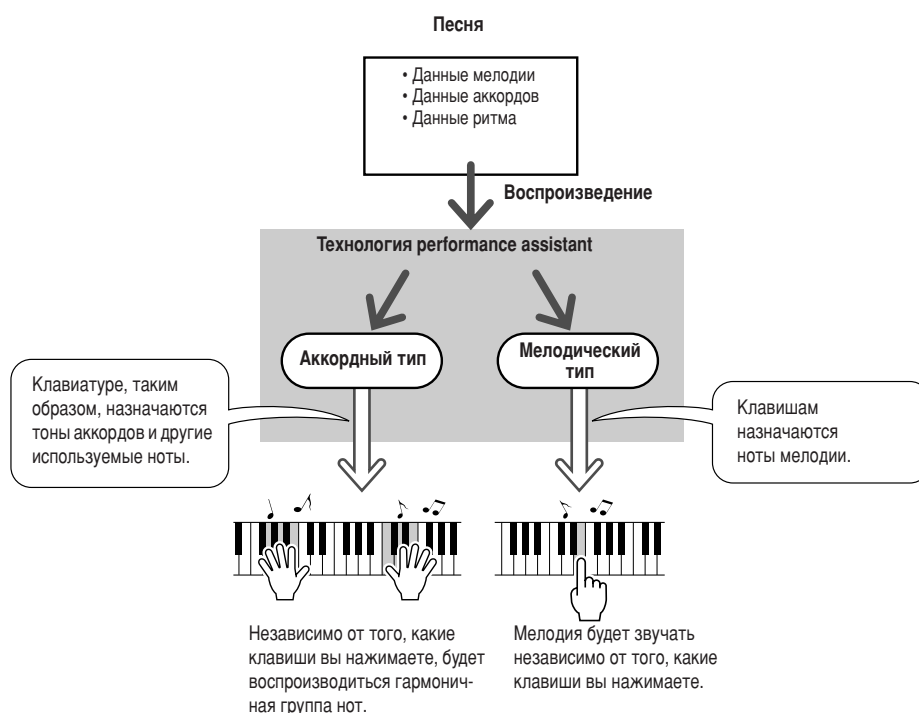 Песня
• Данные мелодии
• Данные аккордов
• Данные ритма
Воспроизведение
Технология performance assistant
Аккордный тип
Мелодический
тип
Клавиатуре, таким
образом, назначаются
тоны аккордов и другие
используемые ноты.
Клавишам
назначаются
ноты мелодии.
Независимо от того, какие
клавиши вы нажимаете, будет
воспроизводиться гармонич-
ная группа нот.
Мелодия будет звучать
независимо от того, какие
клавиши вы нажимаете.